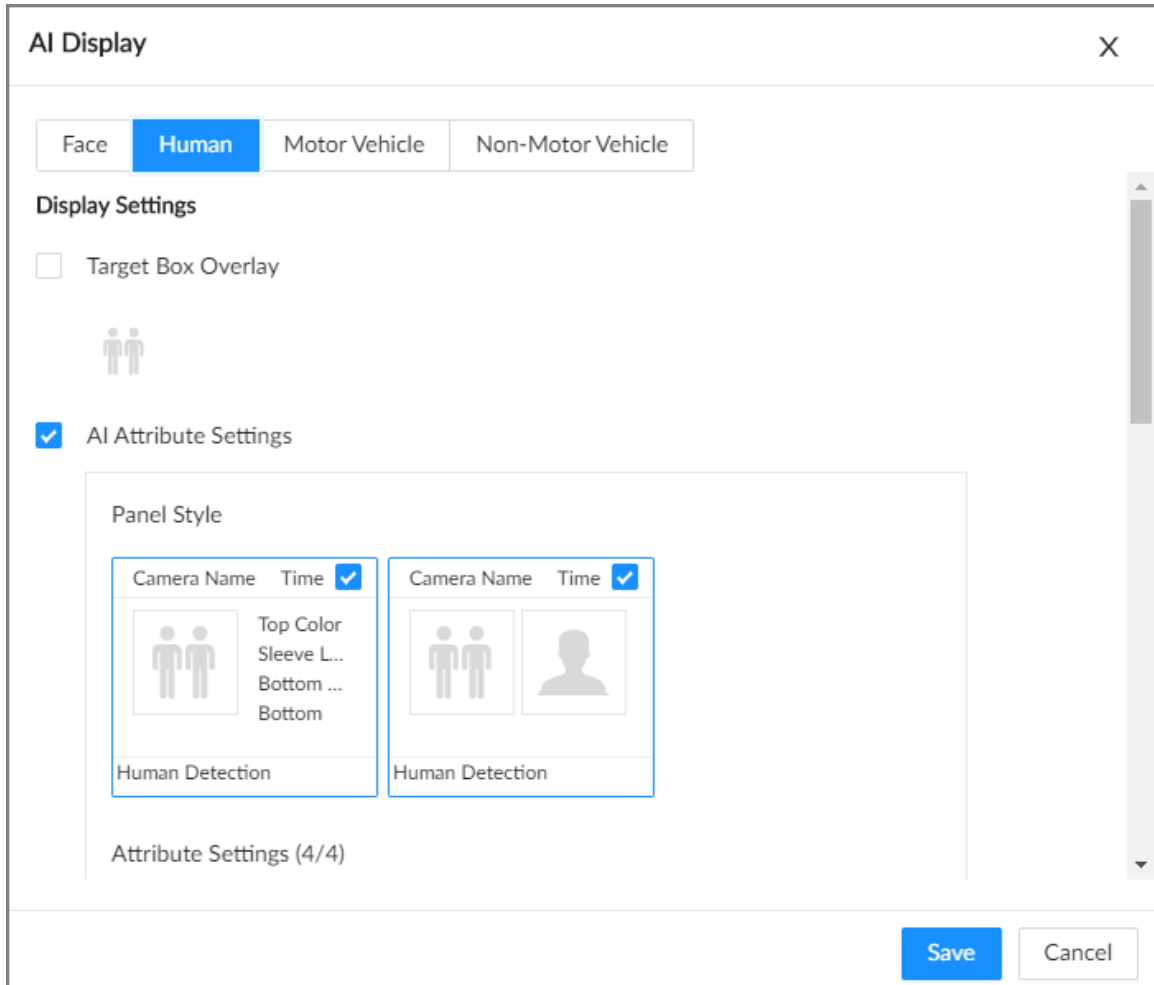 AI Display
X
Face Human Motor Vehicle Non-Motor Vehicle
Display Settings
Target Box Overlay
AI Attribute Settings
Panel Style
Camera Name Time
Top Color
Sleeve L...
Bottom ...
Bottom
Human Detection
Camera Name Time
Human Detection
Attribute Settings (4/4)
Save Cancel